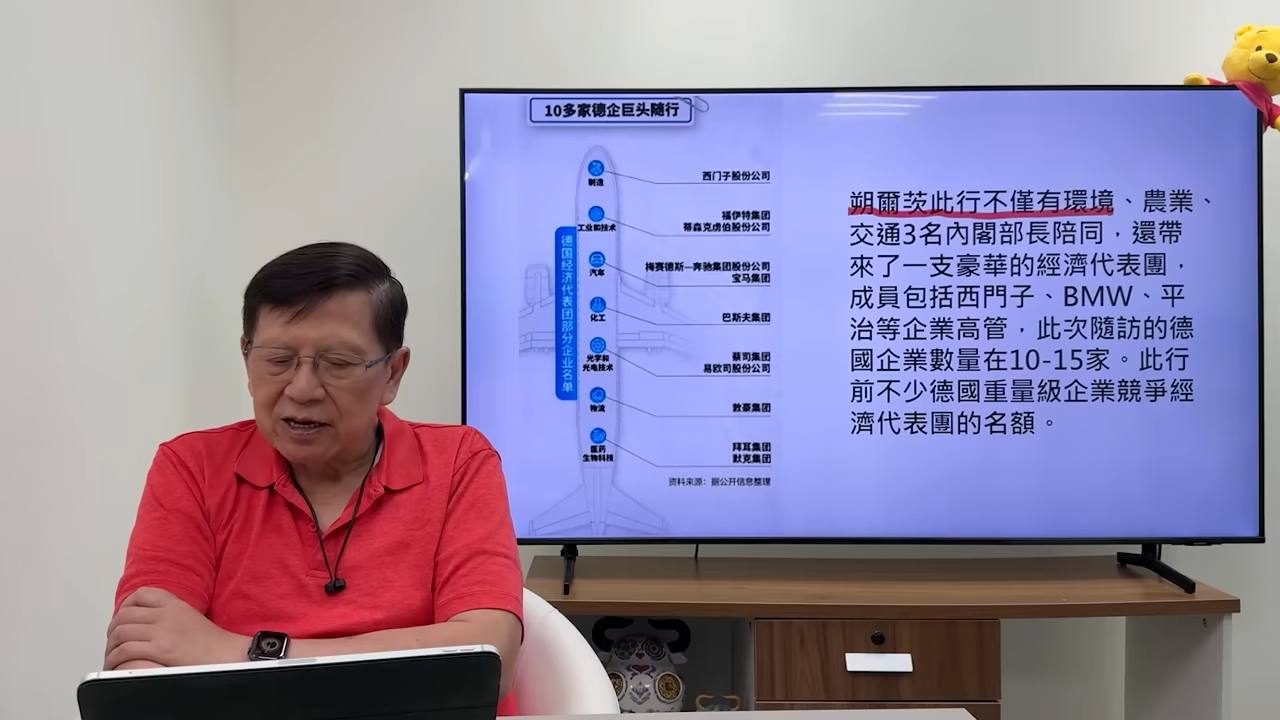 10多家德企巨头随行
德国经济代表团部分企业名单
制造
西门子股份公司
工业和技术
福伊特集团
蒂森克虏伯股份公司
汽车
梅赛德斯—奔驰集团股份公司
宝马集团
化工
巴斯夫集团
光学和
光电技术
蔡司集团
易欧司股份公司
物流
敦豪集团
医药
生物科技
拜耳集团
默克集团
资料来源：据公开信息整理
朔爾茨此行不僅有環境、農業、
交通3名內閣部長陪同，還帶
來了一支豪華的經濟代表團，
成員包括西門子、BMW、平
治等企業高管，此次隨訪的德
國企業數量在10-15家。此行
前不少德國重量級企業競爭經
濟代表團的名額。